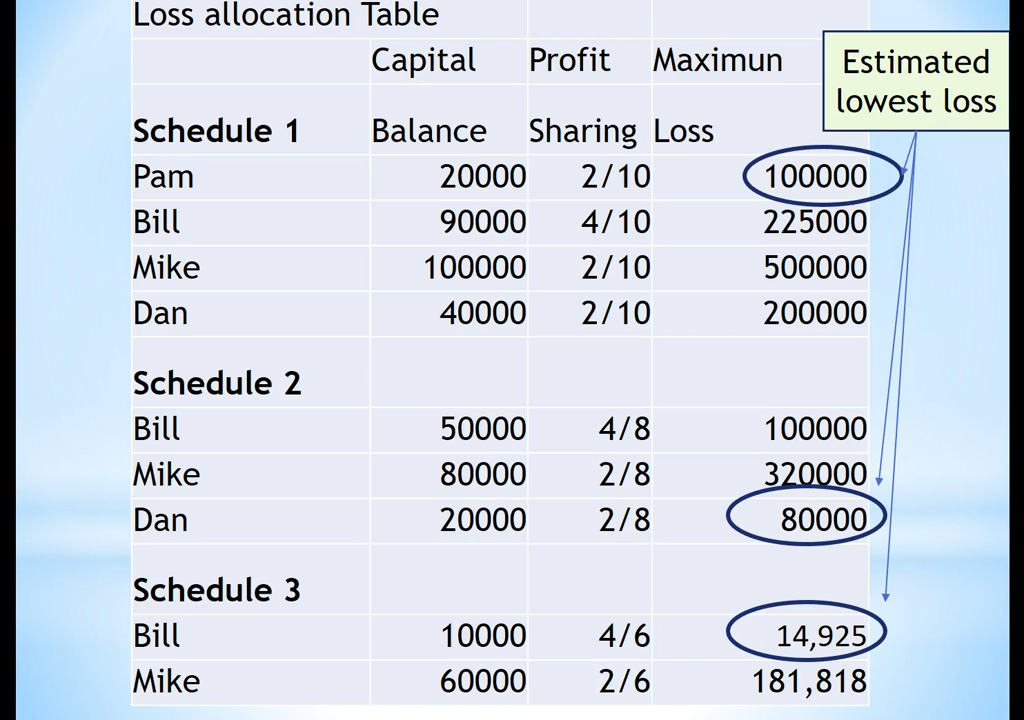 Loss allocation Table
Capital Profit Maximun
Estimated
lowest loss
Schedule 1 Balance Sharing Loss
Pam 20000 2/10 100000
Bill 90000 4/10 225000
Mike 100000 2/10 500000
Dan 40000 2/10 200000
Schedule 2
Bill 50000 4/8 100000
Mike 80000 2/8 320000
Dan 20000 2/8 80000
Schedule 3
Bill 10000 4/6 14,925
Mike 60000 2/6 181,818